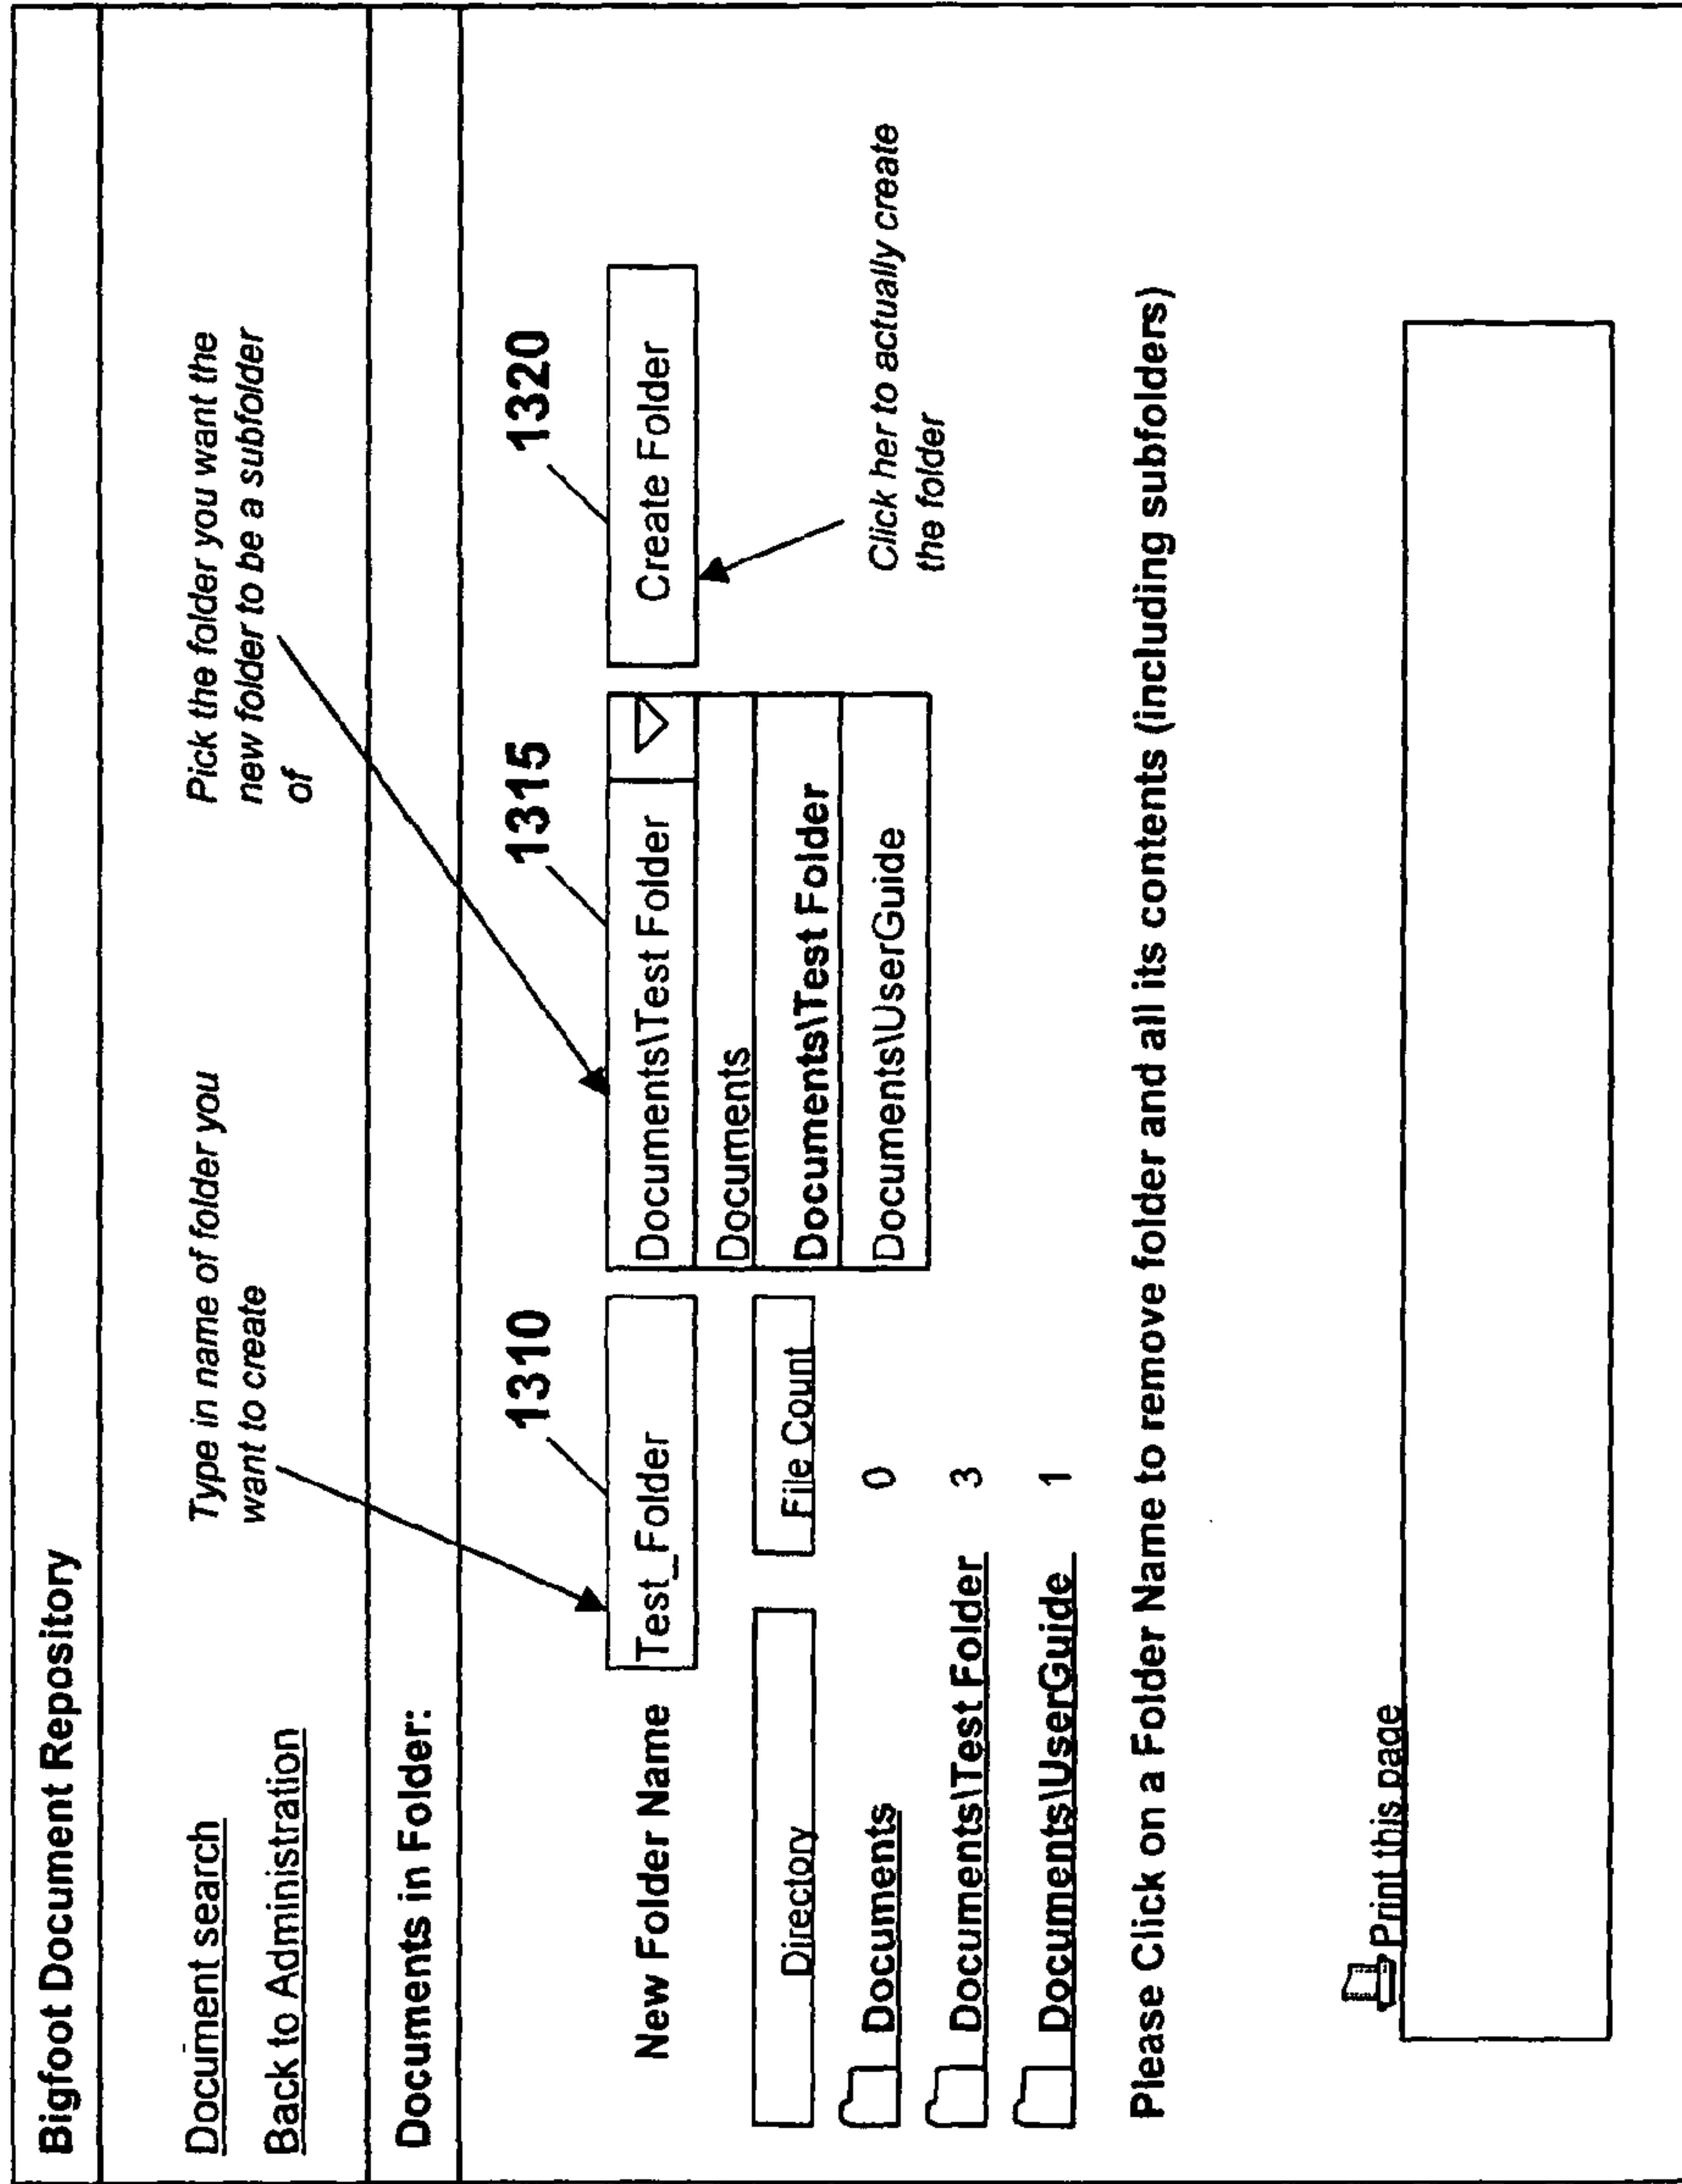 Bigfoot Document Repository
Document search
Back to Administration
Type in name of folder you
want to create
Pick the folder you want the
new folder to be a subfolder
of
Documents in Folder:
1310
1315
1320
New Folder Name
Test_Folder
Documents\Test Folder
Create Folder
Documents
Documents\Test Folder
Documents\UserGuide
Click her to actually create
the folder
Directory
File Count
Documents 0
Documents\Test Folder 3
Documents\UserGuide 1
Please Click on a Folder Name to remove folder and all its contents (including subfolders)
Print this page